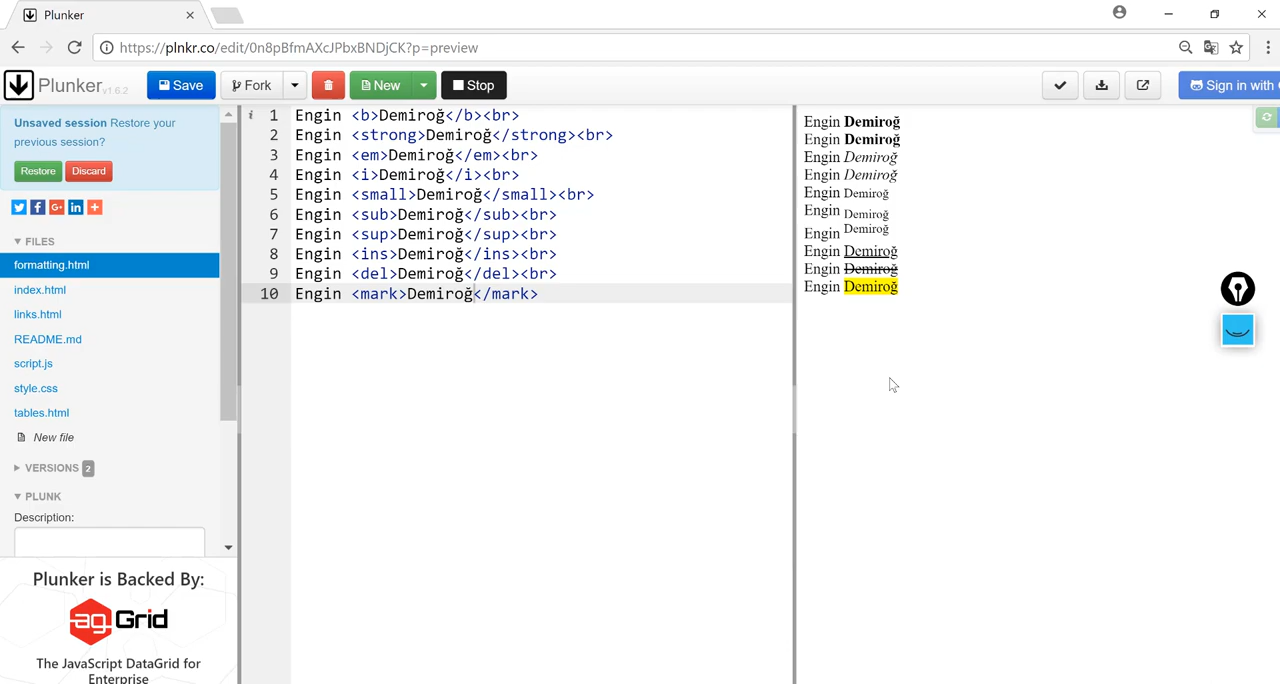 Plunker
https://plnkr.co/edit/0n8pBfmAXcJPbxBNDjCK?p=preview
Plunker v1.6.2
Save
Fork
New
Stop
Sign in with
Unsaved session Restore your
previous session?
Restore
Discard
FILES
formatting.html
index.html
links.html
README.md
script.js
style.css
tables.html
New file
VERSIONS 2
PLUNK
Description:
Plunker is Backed By:
ag Grid
The JavaScript DataGrid for
Enterprise
1 Engin <b>Demiroğ</b><br>
2 Engin <strong>Demiroğ</strong><br>
3 Engin <em>Demiroğ</em><br>
4 Engin <i>Demiroğ</i><br>
5 Engin <small>Demiroğ</small><br>
6 Engin <sub>Demiroğ</sub><br>
7 Engin <sup>Demiroğ</sup><br>
8 Engin <ins>Demiroğ</ins><br>
9 Engin <del>Demiroğ</del><br>
10 Engin <mark>Demiroğ</mark>
Engin Demiroğ
Engin Demiroğ
Engin Demiroğ
Engin Demiroğ
Engin Demiroğ
Engin Demiroğ
Engin Demiroğ
Engin Demiroğ
Engin Demiroğ
Engin Demiroğ